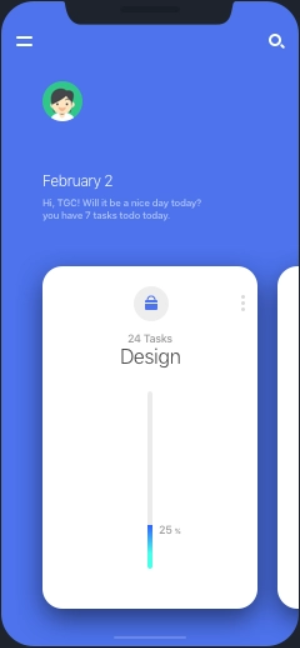 February 2
Hi, TGC! Will it be a nice day today?
you have 7 tasks todo today.
24 Tasks
Design
25 %